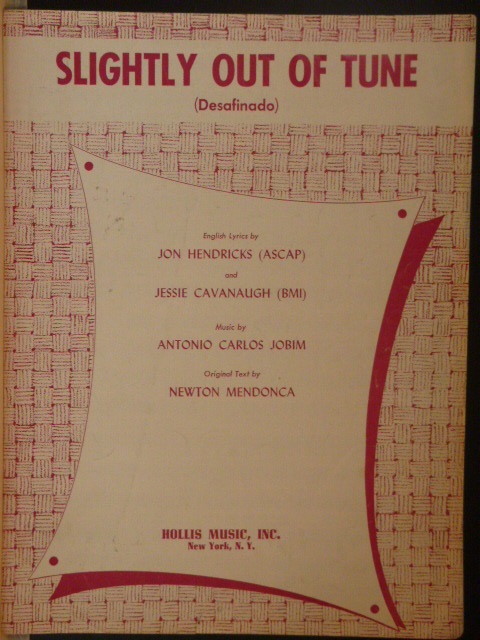 SLIGHTLY OUT OF TUNE
(Desafinado)
English Lyrics by
JON HENDRICKS (ASCAP)
and
JESSIE CAVANAUGH (BMI)
Music by
ANTONIO CARLOS JOBIM
Original Text by
NEWTON MENDONCA
HOLLIS MUSIC, INC.
New York, N. Y.